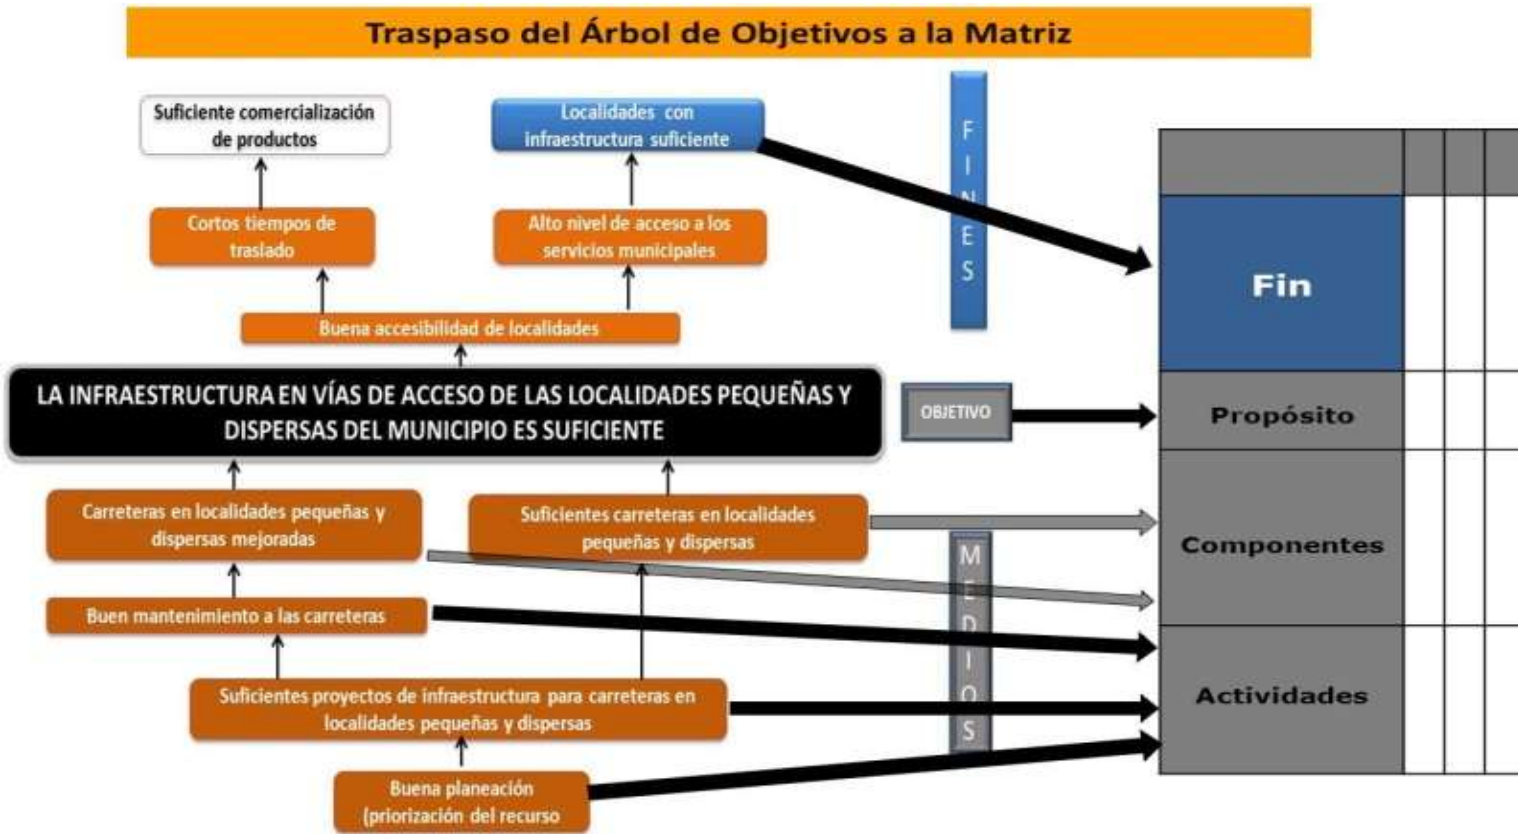 Traspaso del Árbol de Objetivos a la Matriz
Suficiente comercialización
de productos
Localidades con
infraestructura suficiente
Cortos tiempos de
traslado
Alto nivel de acceso a los
servicios municipales
Buena accesibilidad de localidades
FINES
Fin
LA INFRAESTRUCTURA EN VÍAS DE ACCESO DE LAS LOCALIDADES PEQUEÑAS Y
DISPERSAS DEL MUNICIPIO ES SUFICIENTE
OBJETIVO
Propósito
Carreteras en localidades pequeñas y
dispersas mejoradas
Suficientes carreteras en localidades
pequeñas y dispersas
MEDIOS
Componentes
Buen mantenimiento a las carreteras
Suficientes proyectos de infraestructura para carreteras en
localidades pequeñas y dispersas
Actividades
Buena planeación
(priorización del recurso